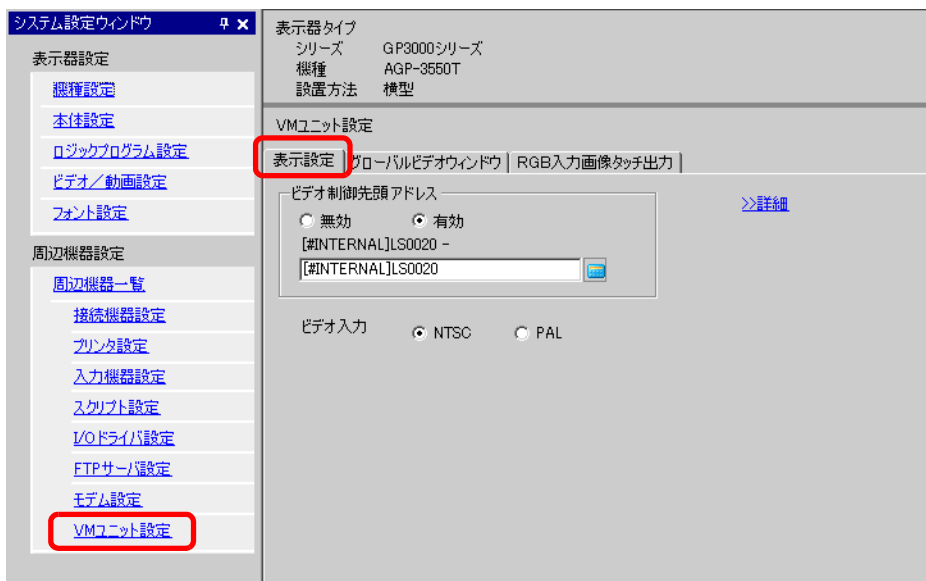 システム設定ウィンドウ
表示器設定
機種設定
本体設定
ロジックプログラム設定
ビデオ／動画設定
フォント設定
周辺機器設定
周辺機器一覧
接続機器設定
プリンタ設定
入力機器設定
スクリプト設定
I/Oドライバ設定
FTPサーバ設定
モデム設定
VMユニット設定
表示器タイプ
シリーズ GP3000シリーズ
機種 AGP-3550T
設置方法 横型
VMユニット設定
表示設定 グローバルビデオウィンドウ RGB入力画像タッチ出力
ビデオ制御先頭アドレス
>>詳細
無効 有効
[#INTERNAL]LS0020 -
[#INTERNAL]LS0020
ビデオ入力 NTSC PAL